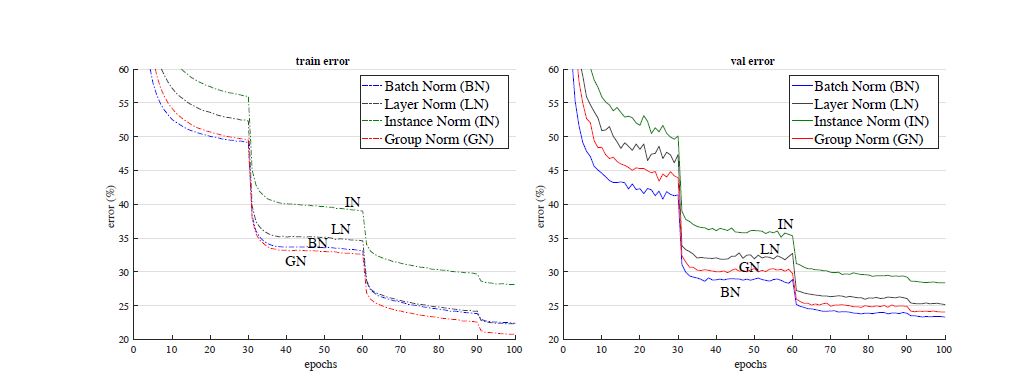 train error
60
55
50
45
40
35
30
25
20
error (%)
0 10 20 30 40 50 60 70 80 90 100
epochs
Batch Norm (BN)
Layer Norm (LN)
Instance Norm (IN)
Group Norm (GN)
IN
LN
BN
GN
val error
60
55
50
45
40
35
30
25
20
error (%)
0 10 20 30 40 50 60 70 80 90 100
epochs
Batch Norm (BN)
Layer Norm (LN)
Instance Norm (IN)
Group Norm (GN)
IN
LN
GN
BN